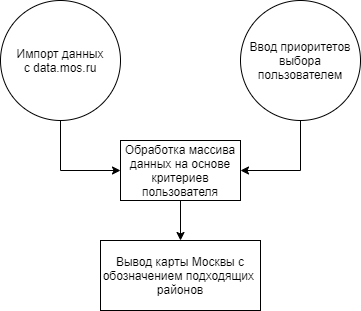 Импорт данных
с data.mos.ru
Ввод приоритетов
выбора
пользователем
Обработка массива
данных на основе
критериев
пользователя
Вывод карты Москвы с
обозначением подходящих
районов